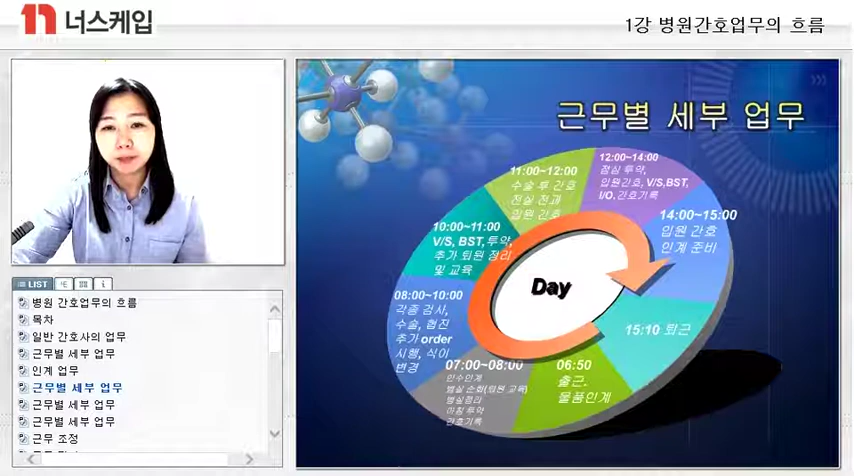 너스케입
1강 병원간호업무의 흐름
근무별 세부 업무
11:00~12:00
수술 후 간호
전실 전과
입원 간호
12:00~14:00
점심 투약,
입원간호, V/S,BST,
I/O, 간호기록
14:00~15:00
입원 간호
인계 준비
10:00~11:00
V/S, BST, 투약,
추가 퇴원 정리
및 교육
Day
08:00~10:00
각종 검사,
수술, 협진
추가 order
시행, 식이
변경
15:10 퇴근
07:00~08:00
인수인계
병실 순회(입원 교육)
병실정리
아침 투약
간호기록
06:50
출근.
물품인계
LIST
병원 간호업무의 흐름
목차
일반 간호사의 업무
근무별 세부 업무
인계 업무
근무별 세부 업무
근무별 세부 업무
근무별 세부 업무
근무 조정